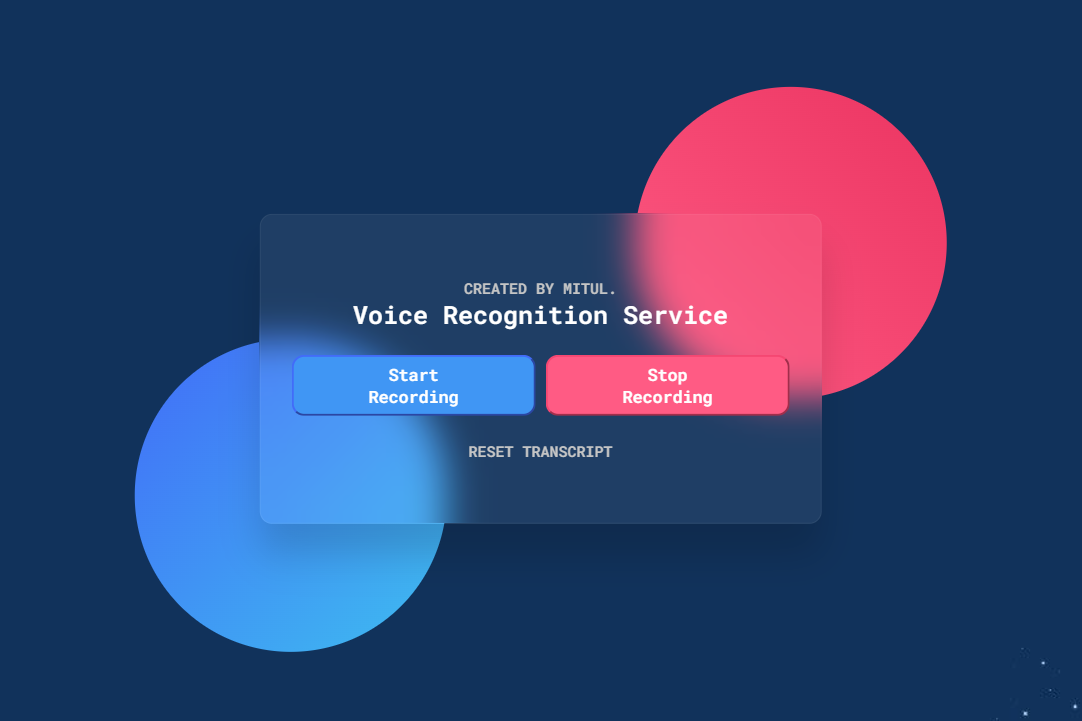 CREATED BY MITUL.
Voice Recognition Service
Start
Recording
Stop
Recording
RESET TRANSCRIPT